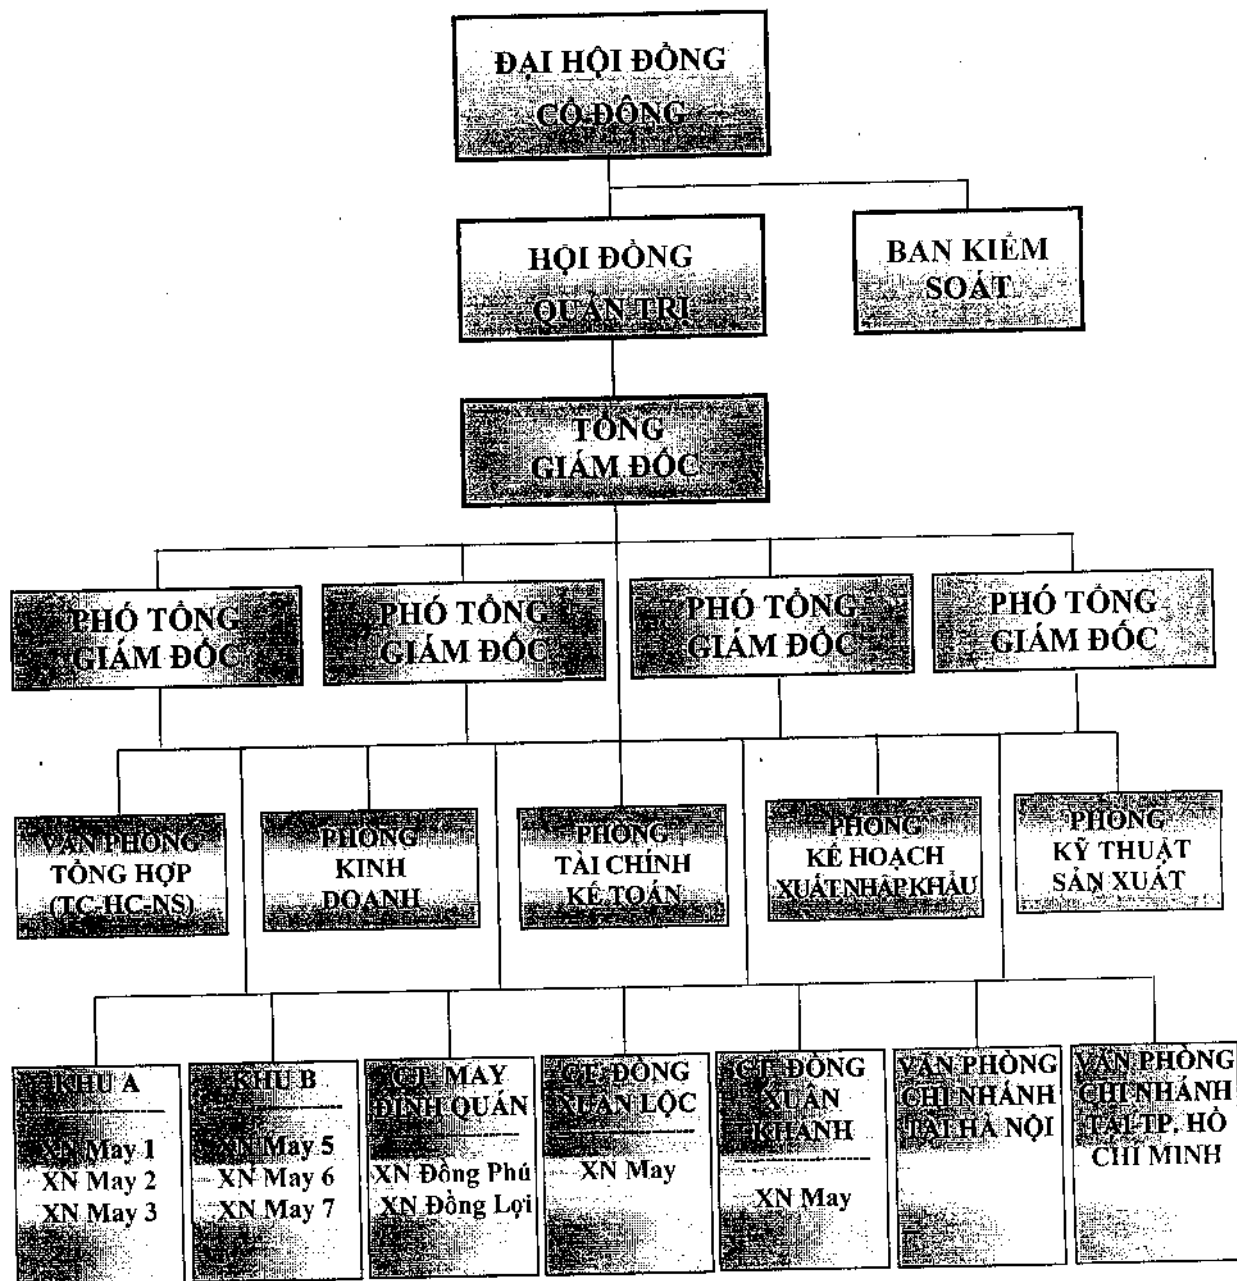 ĐẠI HỘI ĐỒNG
CỔ ĐÔNG
HỘI ĐỒNG
QUẢN TRỊ
BAN KIỂM
SOÁT
TỔNG
GIÁM ĐỐC
PHÓ TỔNG
GIÁM ĐỐC
PHÓ TỔNG
GIÁM ĐỐC
PHÓ TỔNG
GIÁM ĐỐC
PHÓ TỔNG
GIÁM ĐỐC
VĂN PHÒNG
TỔNG HỢP
(TC-HC-NS)
PHÒNG
KINH
DOANH
PHÒNG
TÀI CHÍNH
KẾ TOÁN
PHÒNG
KẾ HOẠCH
XUẤT NHẬP KHẨU
PHÒNG
KỸ THUẬT
SẢN XUẤT
KHU A
XN May 1
XN May 2
XN May 3
KHU B
XN May 5
XN May 6
XN May 7
CT. MAY
ĐỊNH QUÁN
XN Đồng Phú
XN Đồng Lợi
CT. ĐỒNG
XUÂN LỘC
XN May
CT. ĐỒNG
XUÂN
KHÁNH
XN May
VĂN PHÒNG
CHI NHÁNH
TẠI HÀ NỘI
VĂN PHÒNG
CHI NHÁNH
TẠI TP. HỒ
CHÍ MINH